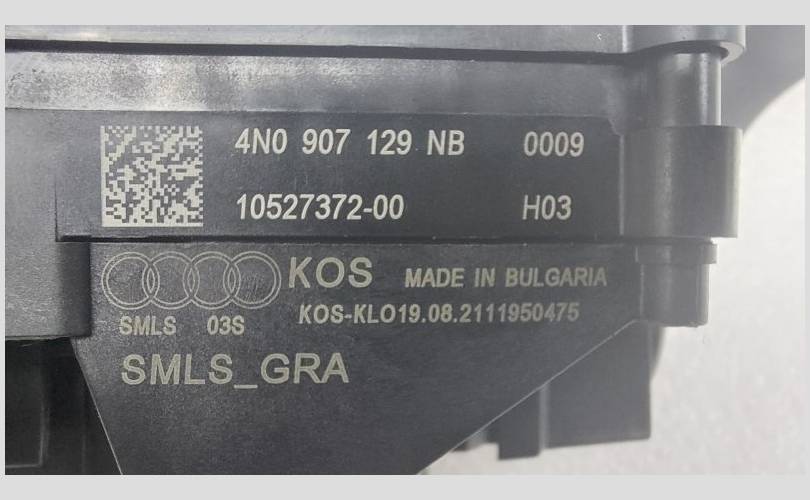 4N0 907 129 NB 0009
10527372-00 H03
KOS MADE IN BULGARIA
SMLS 03S KOS-KLO19.08.2111950475
SMLS_GRA